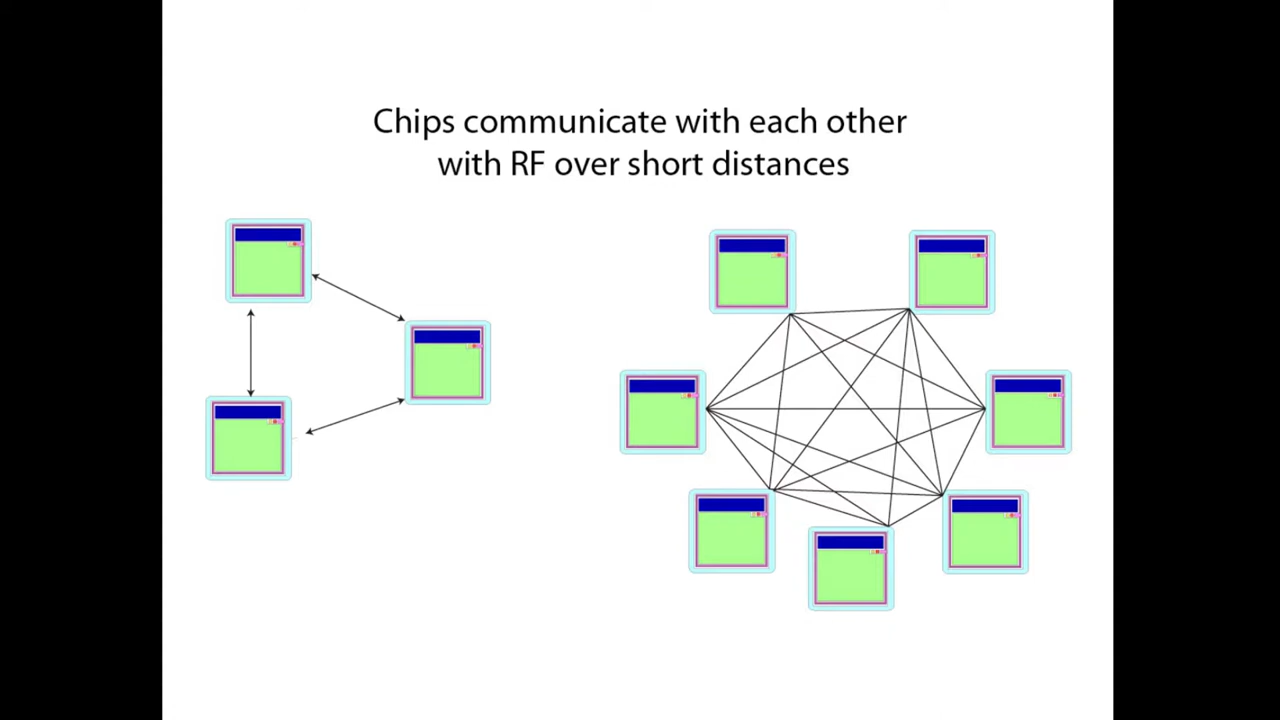 Chips communicate with each other
with RF over short distances